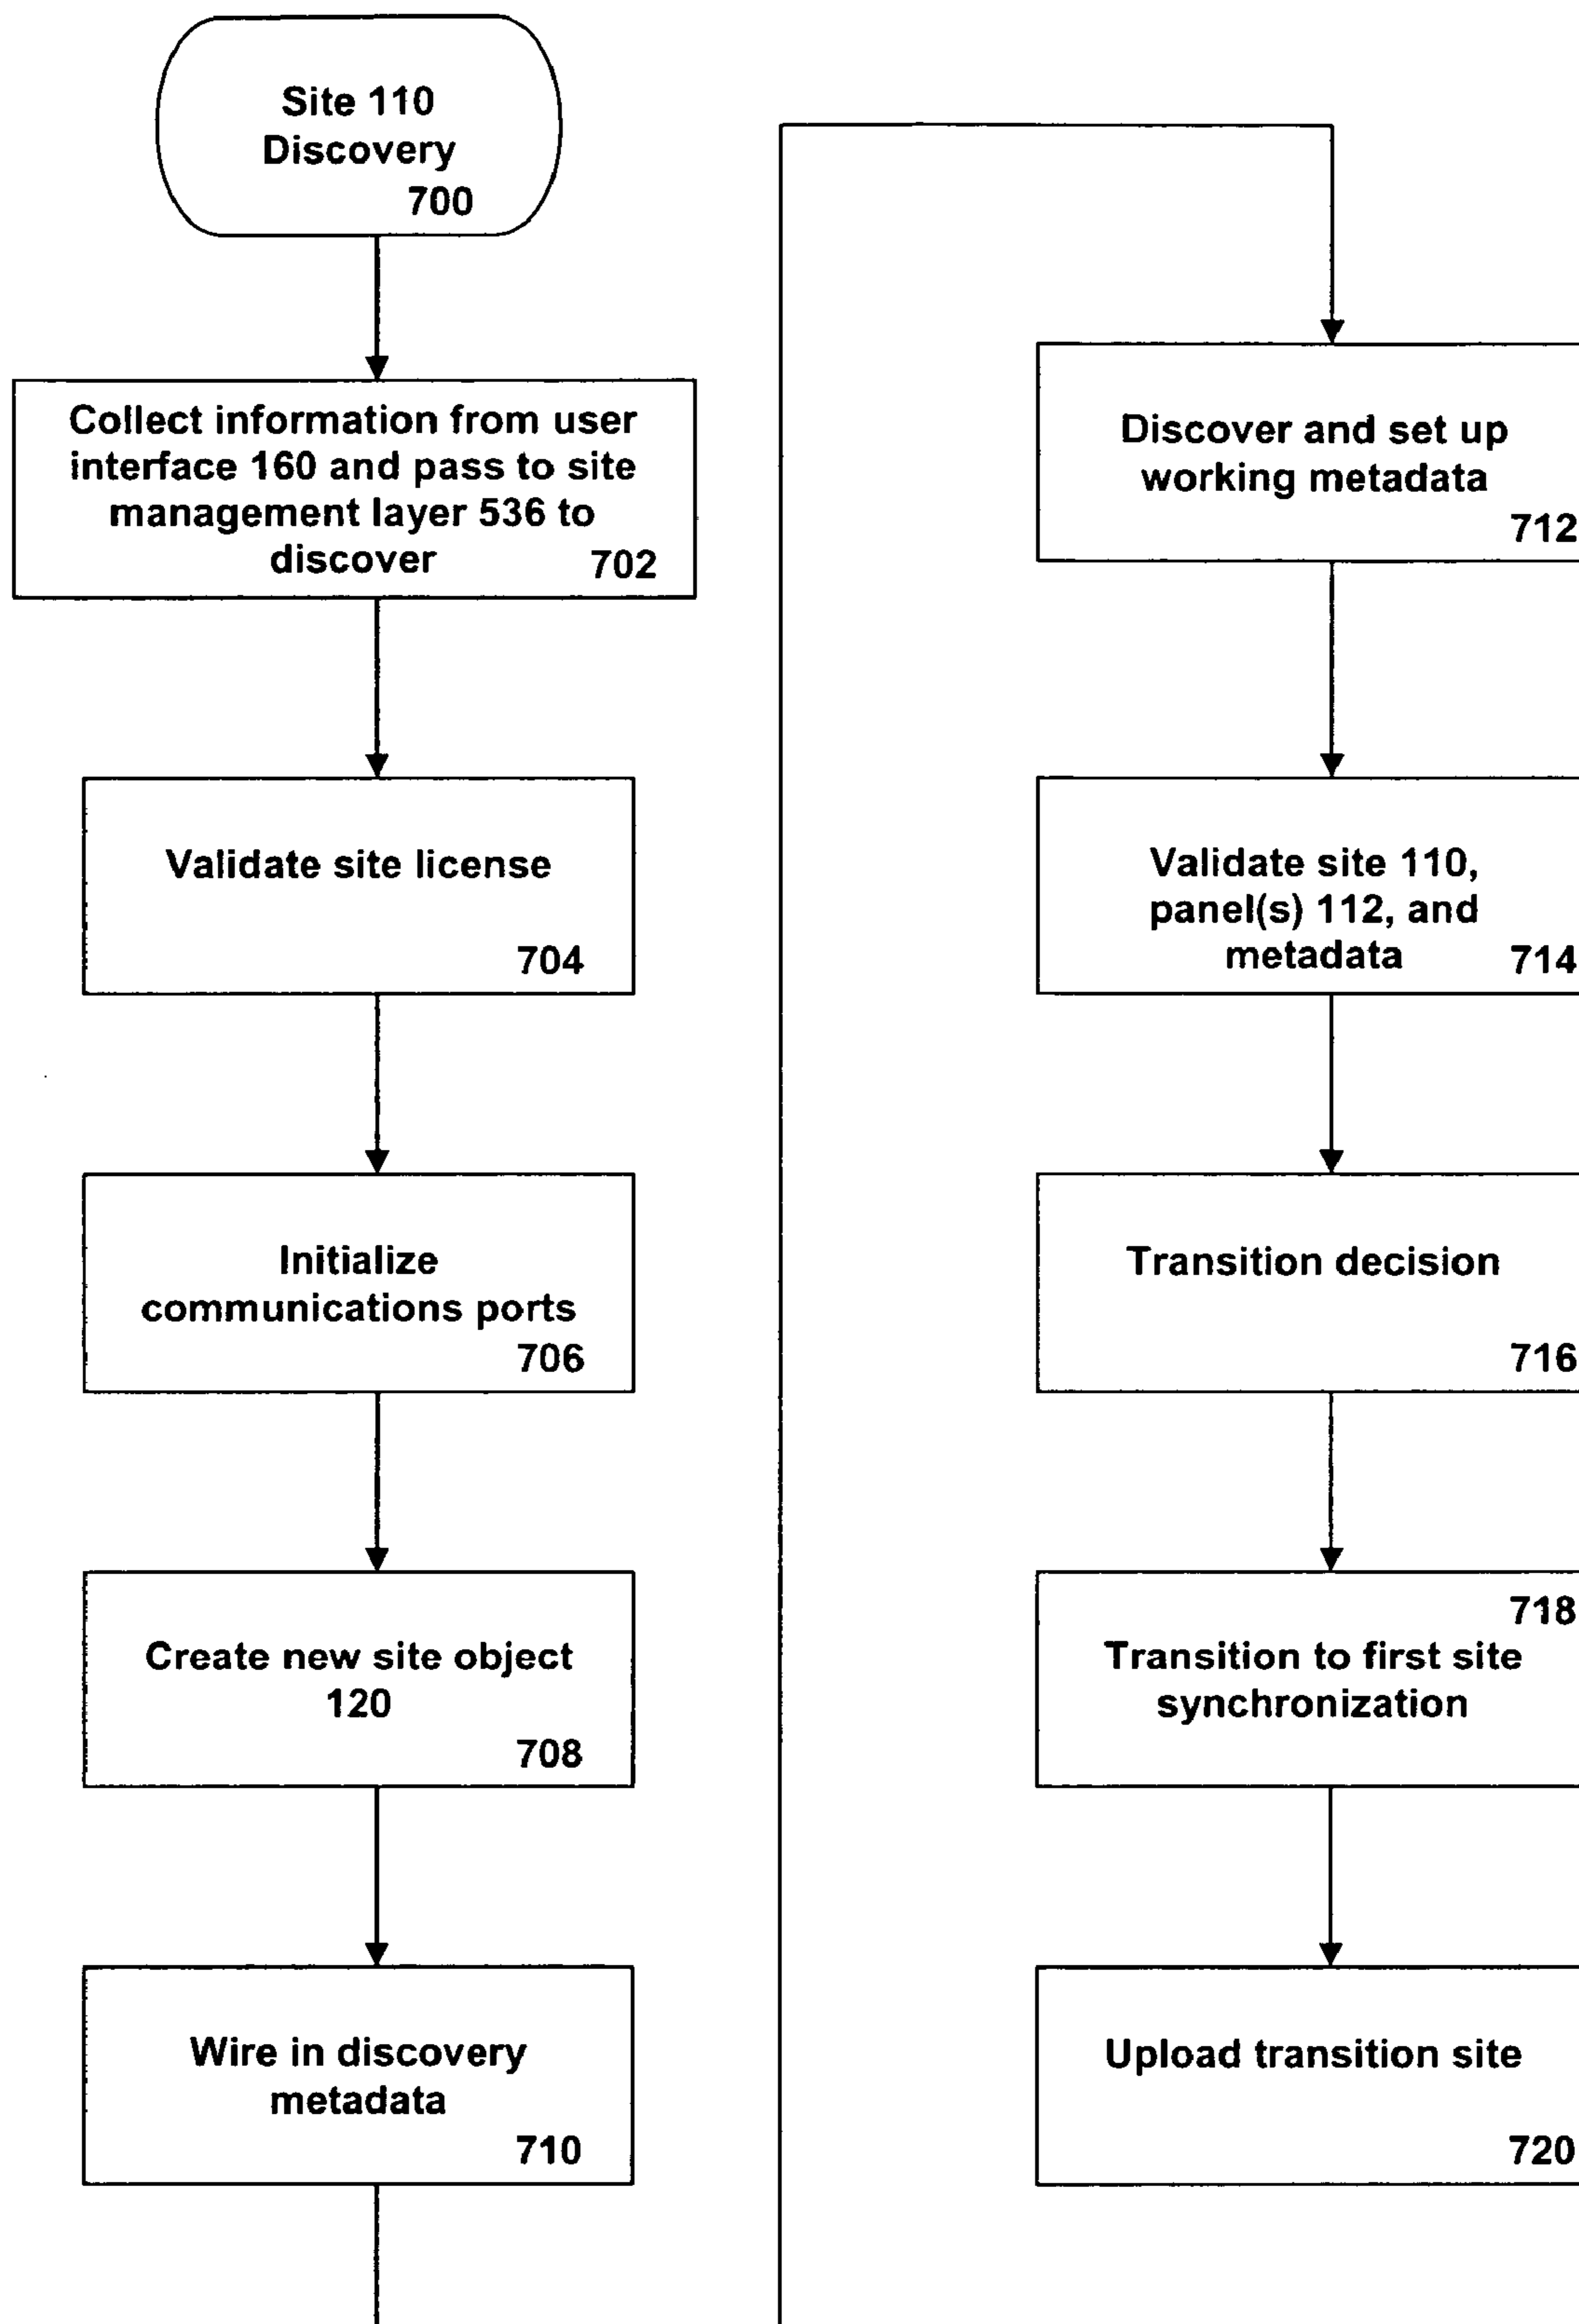 Site 110
Discovery
700
Collect information from user
interface 160 and pass to site
management layer 536 to
discover 702
Validate site license
704
Initialize
communications ports
706
Create new site object
120
708
Wire in discovery
metadata
710
Discover and set up
working metadata
712
Validate site 110,
panel(s) 112, and
metadata 714
Transition decision
716
718
Transition to first site
synchronization
Upload transition site
720